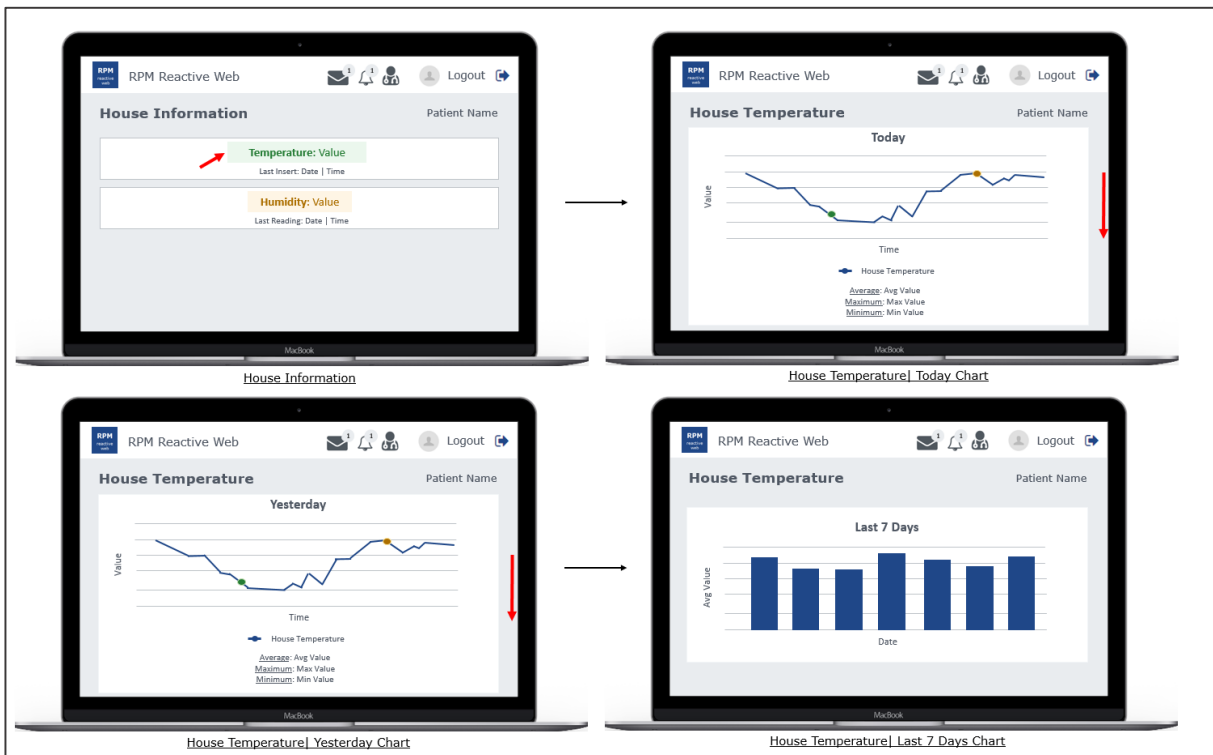 RPM
reactive
web
RPM Reactive Web
1
1
Logout
House Information
Patient Name
Temperature: Value
Last Insert: Date | Time
Humidity: Value
Last Reading: Date | Time
MacBook
House Information
RPM
reactive
web
RPM Reactive Web
1
1
Logout
House Temperature
Patient Name
Today
Value
Time
House Temperature
Average: Avg Value
Maximum: Max Value
Minimum: Min Value
MacBook
House Temperature| Today Chart
RPM
reactive
web
RPM Reactive Web
1
1
Logout
House Temperature
Patient Name
Yesterday
Value
Time
House Temperature
Average: Avg Value
Maximum: Max Value
Minimum: Min Value
MacBook
House Temperature| Yesterday Chart
RPM
reactive
web
RPM Reactive Web
1
1
Logout
House Temperature
Patient Name
Last 7 Days
Avg Value
Date
MacBook
House Temperature| Last 7 Days Chart